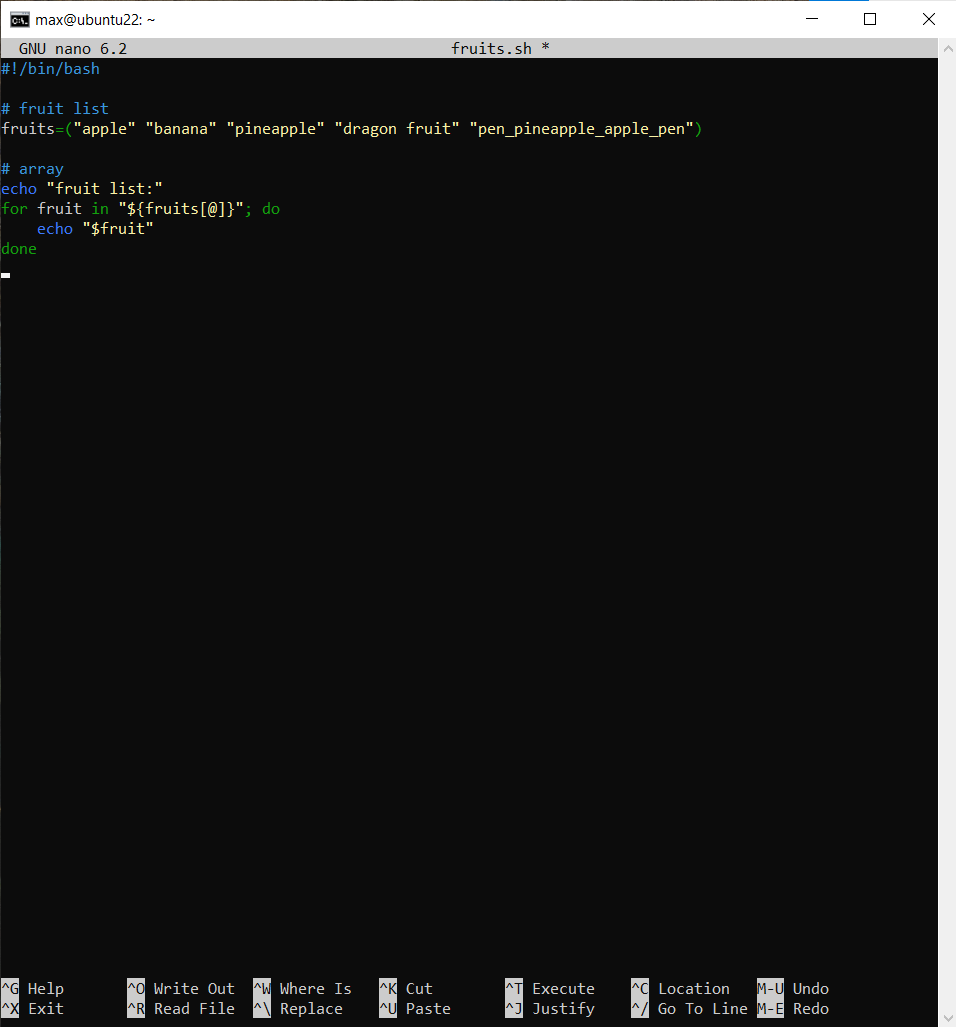 max@ubuntu22: ~
GNU nano 6.2 fruits.sh *
#!/bin/bash

# fruit list
fruits=("apple" "banana" "pineapple" "dragon fruit" "pen_pineapple_apple_pen")

# array
echo "fruit list:"
for fruit in "${fruits[@]}"; do
    echo "$fruit"
done

^G Help ^O Write Out ^W Where Is ^K Cut ^T Execute ^C Location M-U Undo
^X Exit ^R Read File ^\ Replace ^U Paste ^J Justify ^/ Go To Line M-E Redo